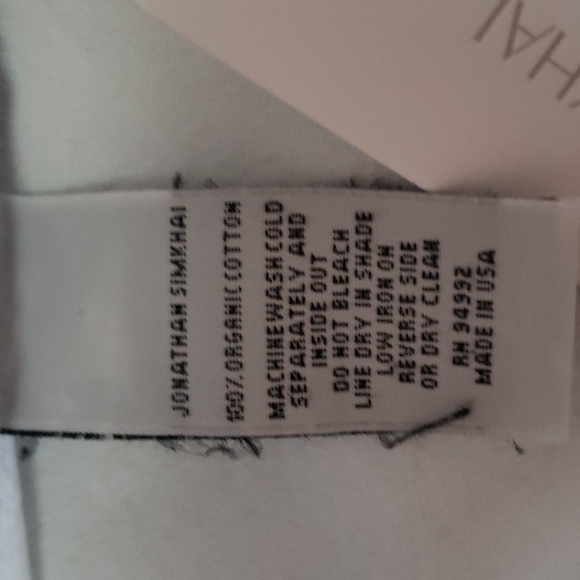 JONATHAN SIMKHAI
100% ORGANIC COTTON
MACHINE WASH COLD
SEPARATELY AND
INSIDE OUT
DO NOT BLEACH
LINE DRY IN SHADE
LOW IRON ON
REVERSE SIDE
OR DRY CLEAN
RN 94992
MADE IN USA
KHAI